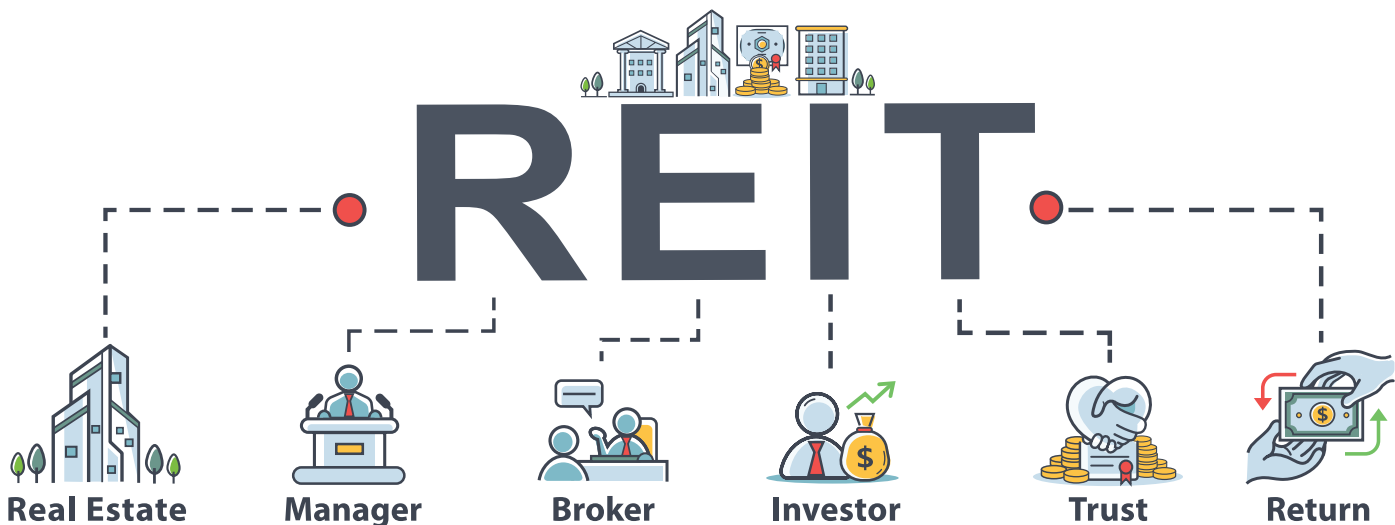 REIT
Real Estate
Manager
Broker
Investor
Trust
Return
$
$
$